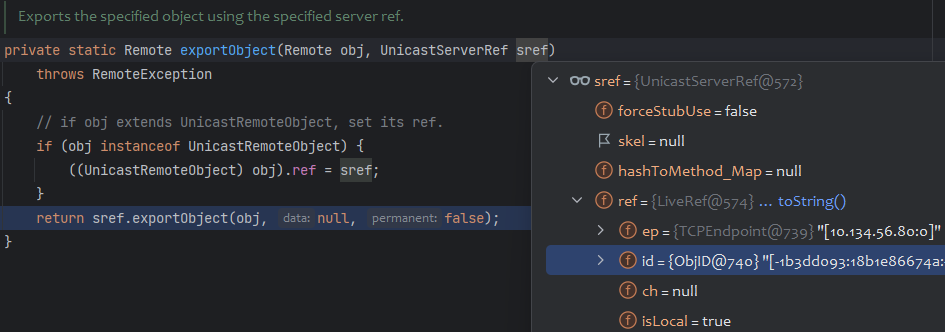 Exports the specified object using the specified server ref.
private static Remote exportObject(Remote obj, UnicastServerRef sref)
throws RemoteException
{
// if obj extends UnicastRemoteObject, set its ref.
if (obj instanceof UnicastRemoteObject) {
((UnicastRemoteObject) obj).ref = sref;
}
return sref.exportObject(obj, data: null, permanent: false);
}
sref = {UnicastServerRef@572}
forceStubUse = false
skel = null
hashToMethod_Map = null
ref = {LiveRef@574} ... toString()
ep = {TCPEndpoint@739} "[10.134.56.80:0]"
id = {ObjID@740} "[-1b3dd093:18b1e86674a:
ch = null
isLocal = true